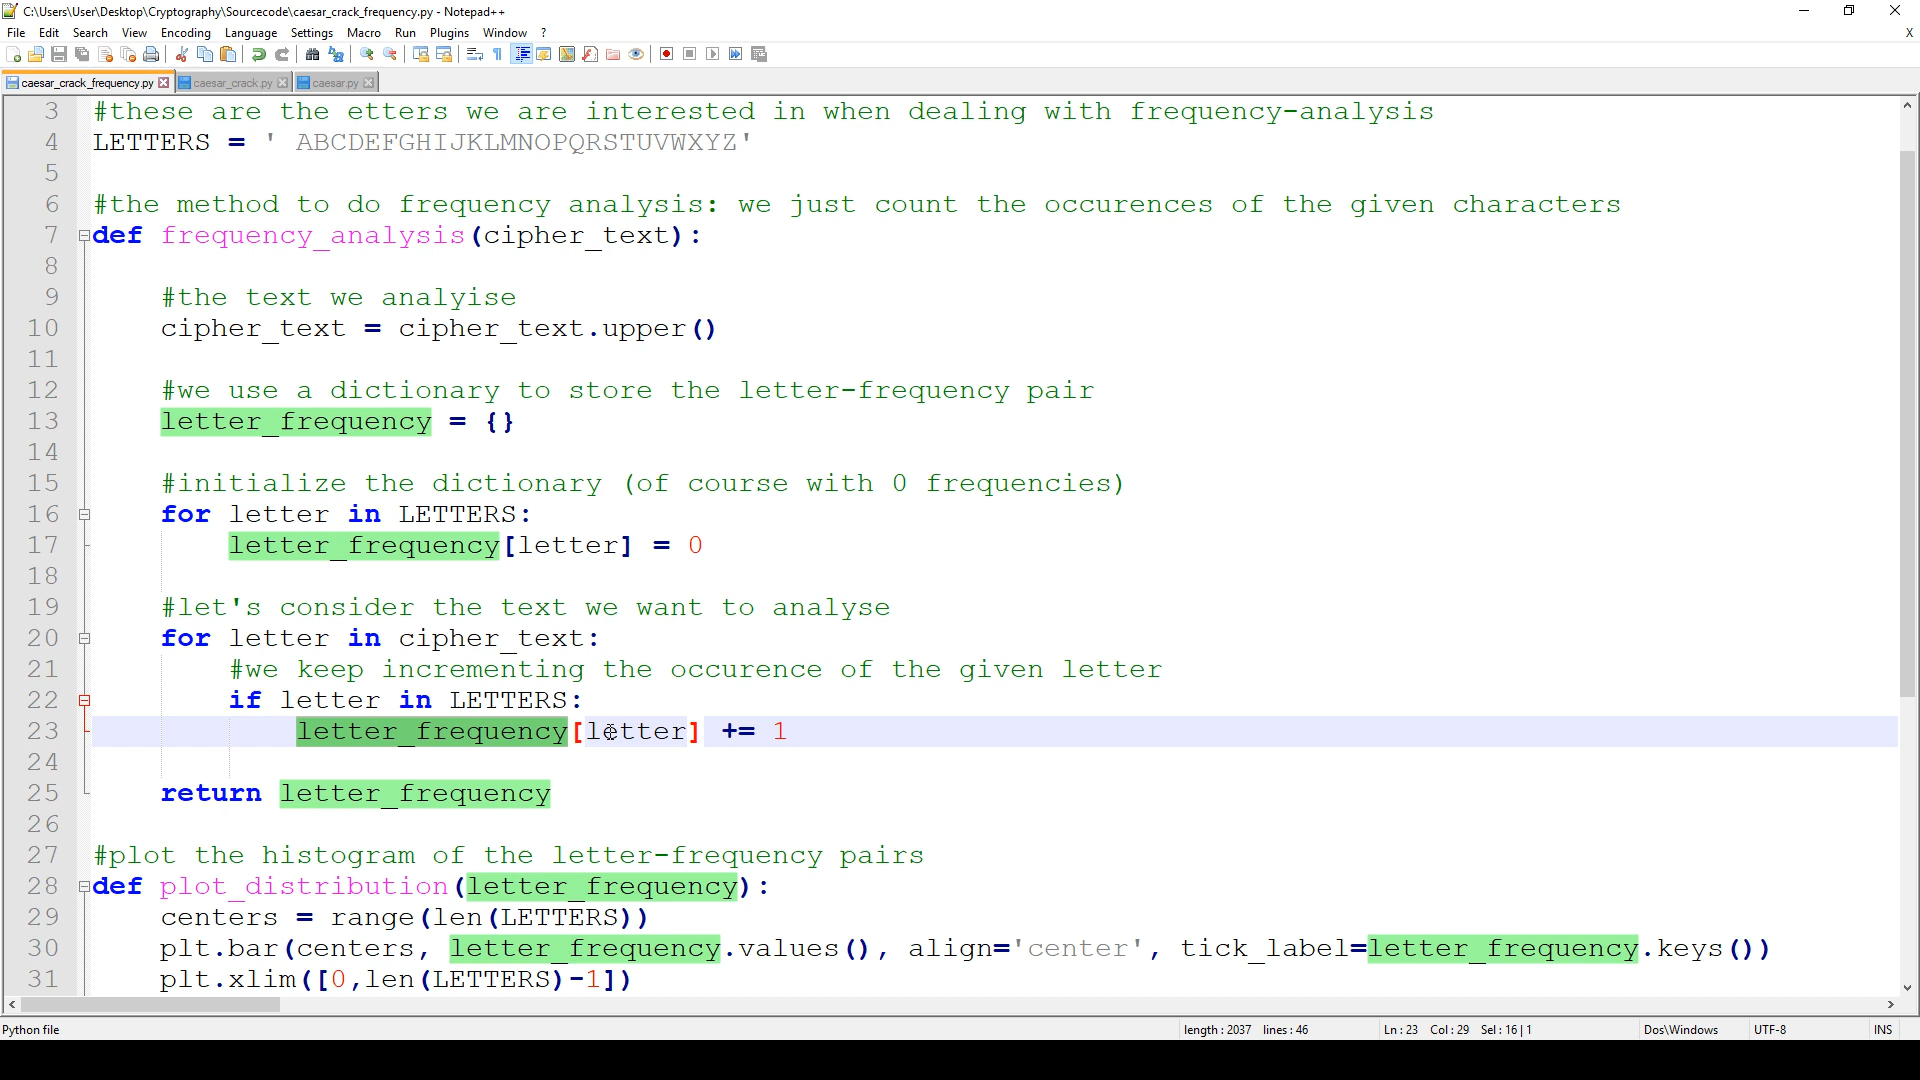 C:\Users\User\Desktop\Cryptography\Sourcecode\caesar_crack_frequency.py - Notepad++
File Edit Search View Encoding Language Settings Macro Run Plugins Window ? X
caesar_crack_frequency.py caesar_crack.py caesar.py
3 #these are the etters we are interested in when dealing with frequency-analysis
4 LETTERS = ' ABCDEFGHIJKLMNOPQRSTUVWXYZ'
5
6 #the method to do frequency analysis: we just count the occurences of the given characters
7 def frequency_analysis(cipher_text):
8
9 #the text we analyise
10 cipher_text = cipher_text.upper()
11
12 #we use a dictionary to store the letter-frequency pair
13 letter_frequency = {}
14
15 #initialize the dictionary (of course with 0 frequencies)
16 for letter in LETTERS:
17 letter_frequency[letter] = 0
18
19 #let's consider the text we want to analyse
20 for letter in cipher_text:
21 #we keep incrementing the occurence of the given letter
22 if letter in LETTERS:
23 letter_frequency[letter] += 1
24
25 return letter_frequency
26
27 #plot the histogram of the letter-frequency pairs
28 def plot_distribution(letter_frequency):
29 centers = range(len(LETTERS))
30 plt.bar(centers, letter_frequency.values(), align='center', tick_label=letter_frequency.keys())
31 plt.xlim([0,len(LETTERS)-1])
Python file length : 2037 lines : 46 Ln : 23 Col : 29 Sel : 16 | 1 Dos\Windows UTF-8 INS